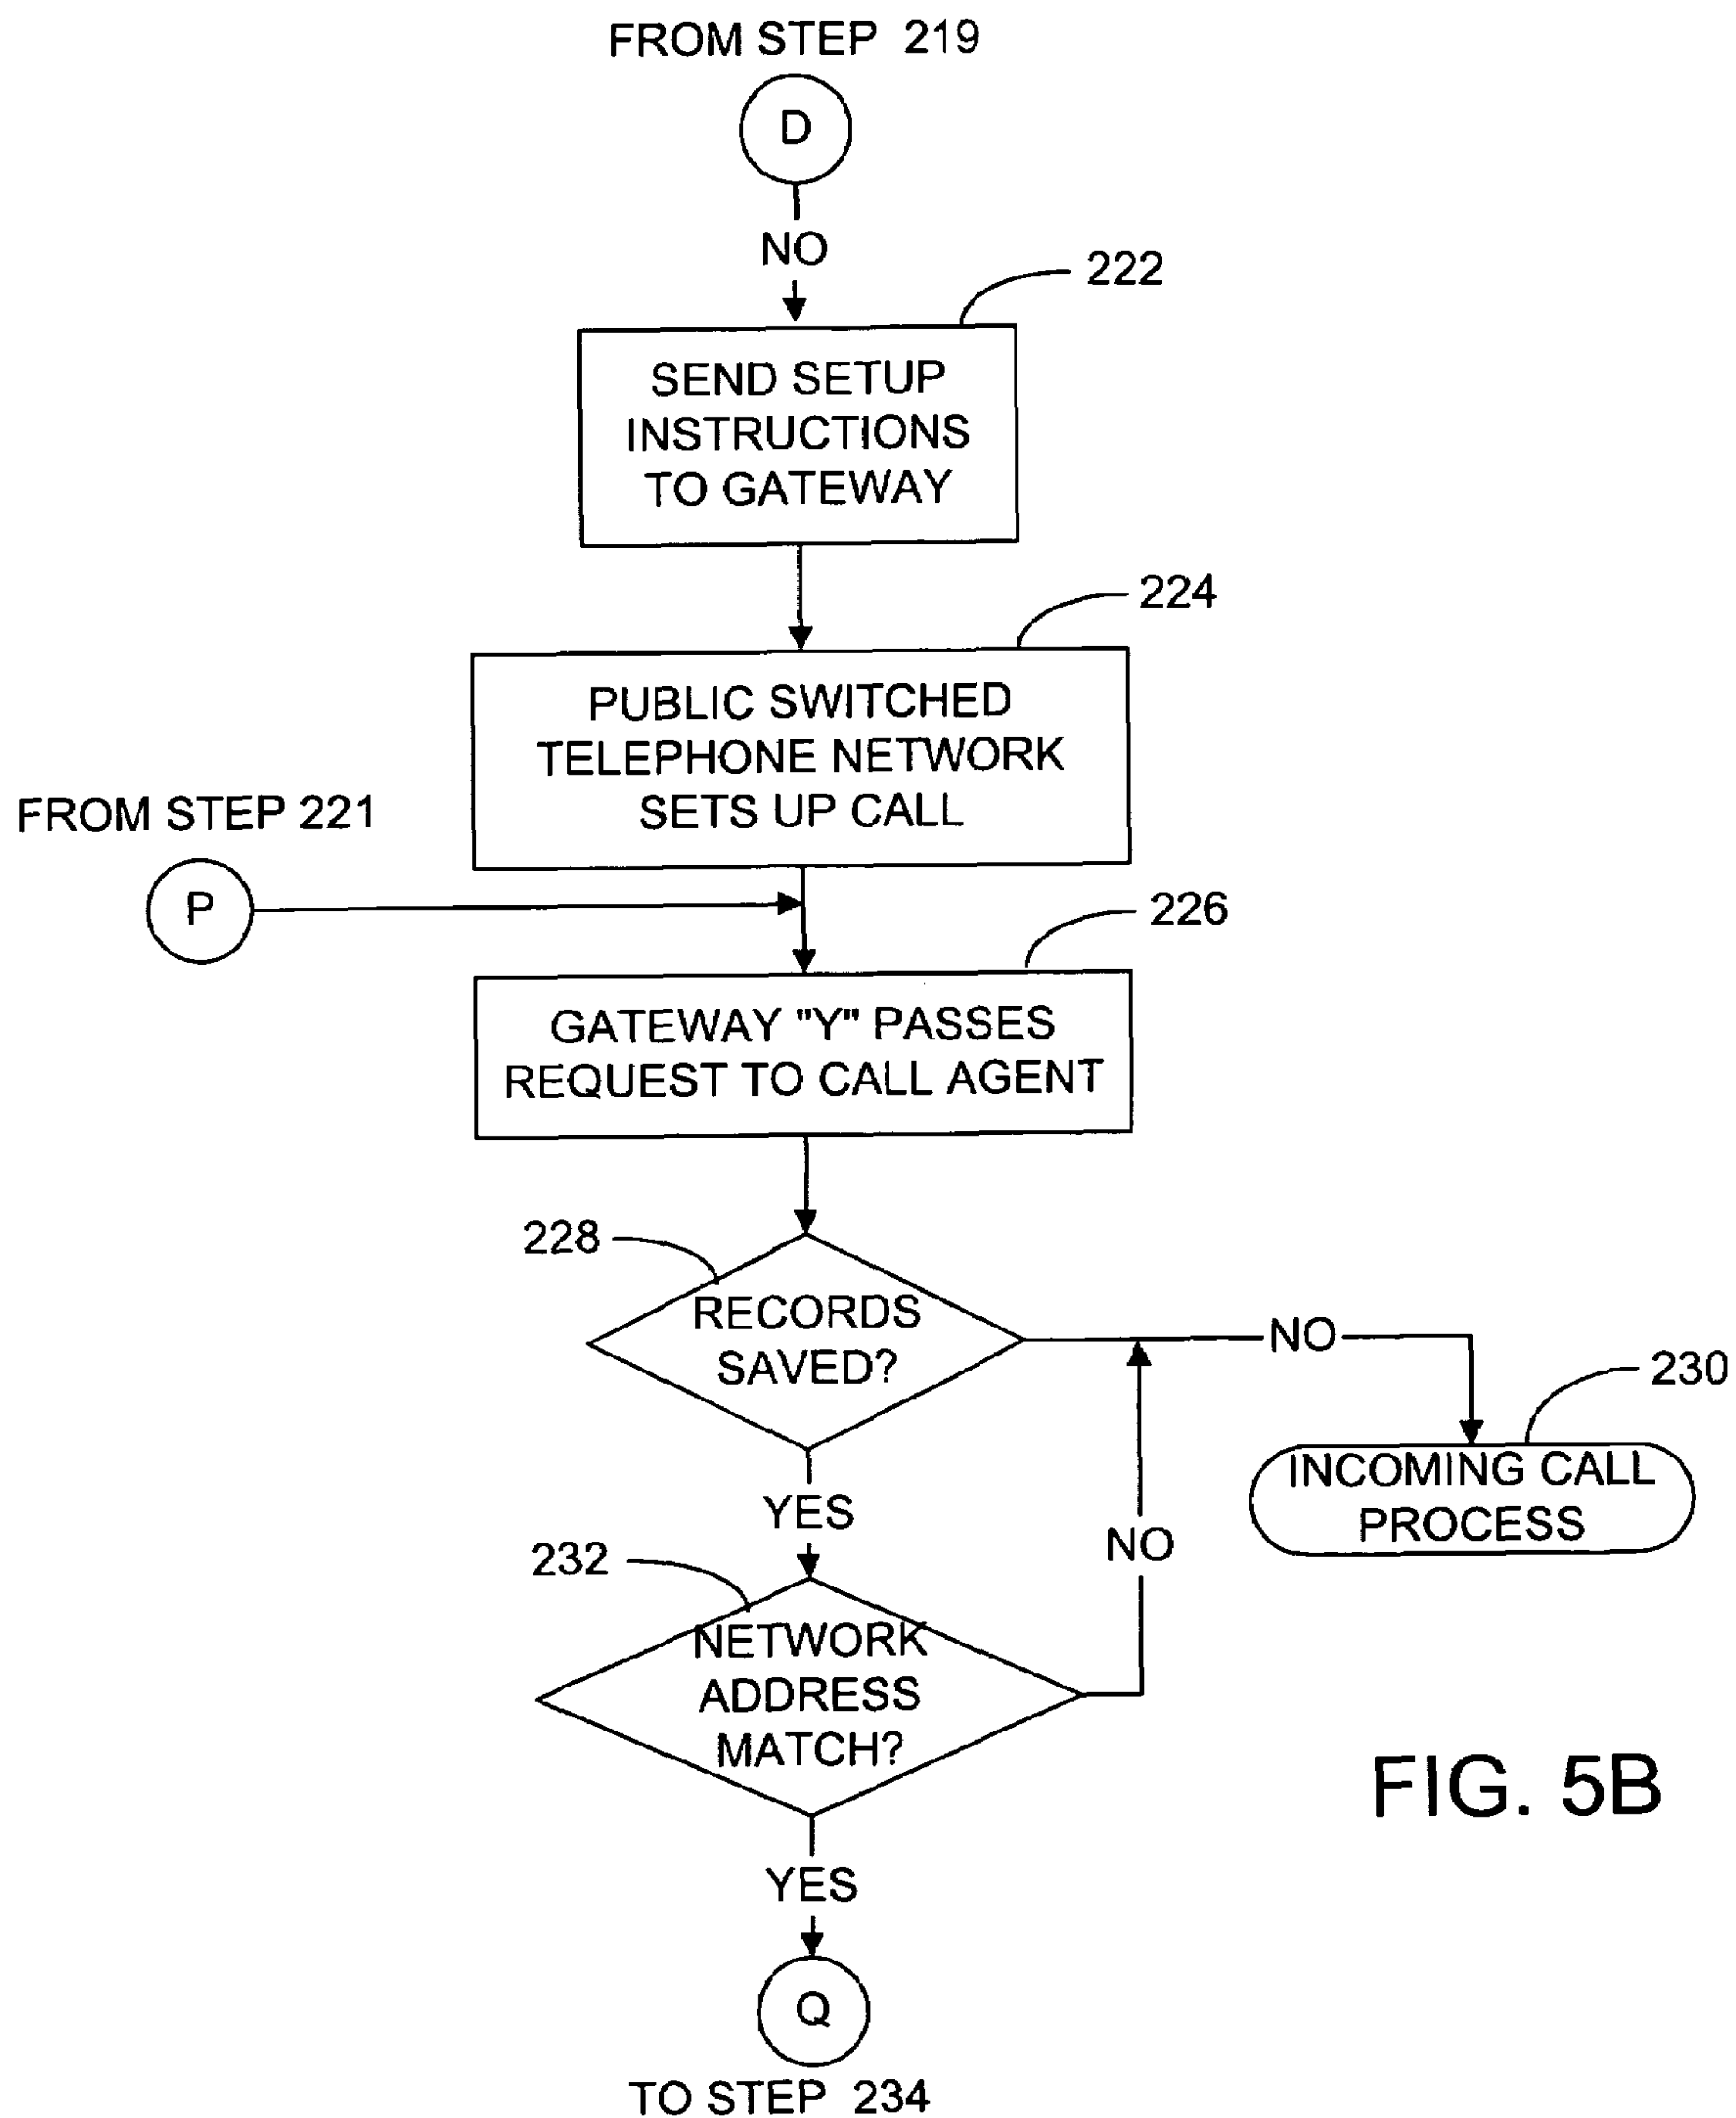 FROM STEP 219
D
NO
222
SEND SETUP
INSTRUCTIONS
TO GATEWAY
224
PUBLIC SWITCHED
TELEPHONE NETWORK
SETS UP CALL
FROM STEP 221
P
226
GATEWAY "Y" PASSES
REQUEST TO CALL AGENT
228
RECORDS
SAVED?
NO
230
INCOMING CALL
PROCESS
YES
NO
232
NETWORK
ADDRESS
MATCH?
FIG. 5B
YES
Q
TO STEP 234